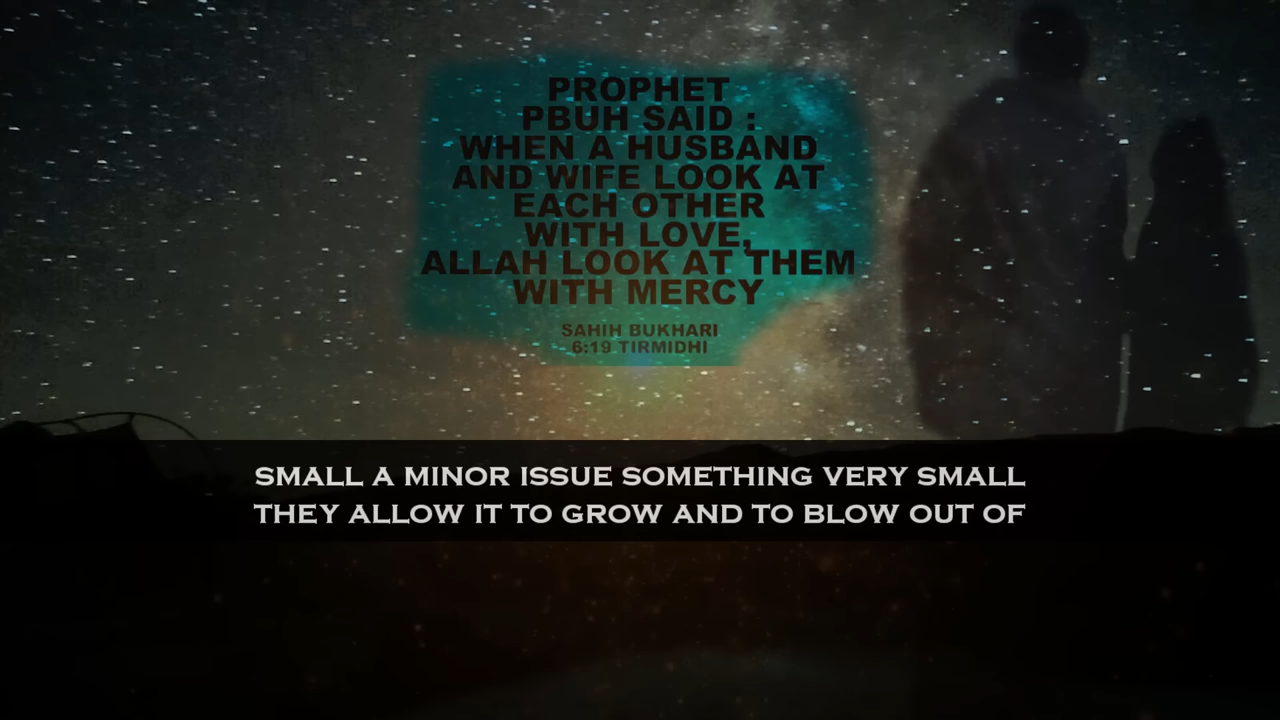 PROPHET
PBUH SAID :
WHEN A HUSBAND
AND WIFE LOOK AT
EACH OTHER
WITH LOVE,
ALLAH LOOK AT THEM
WITH MERCY
SAHIH BUKHARI
6:19 TIRMIDHI
SMALL A MINOR ISSUE SOMETHING VERY SMALL
THEY ALLOW IT TO GROW AND TO BLOW OUT OF